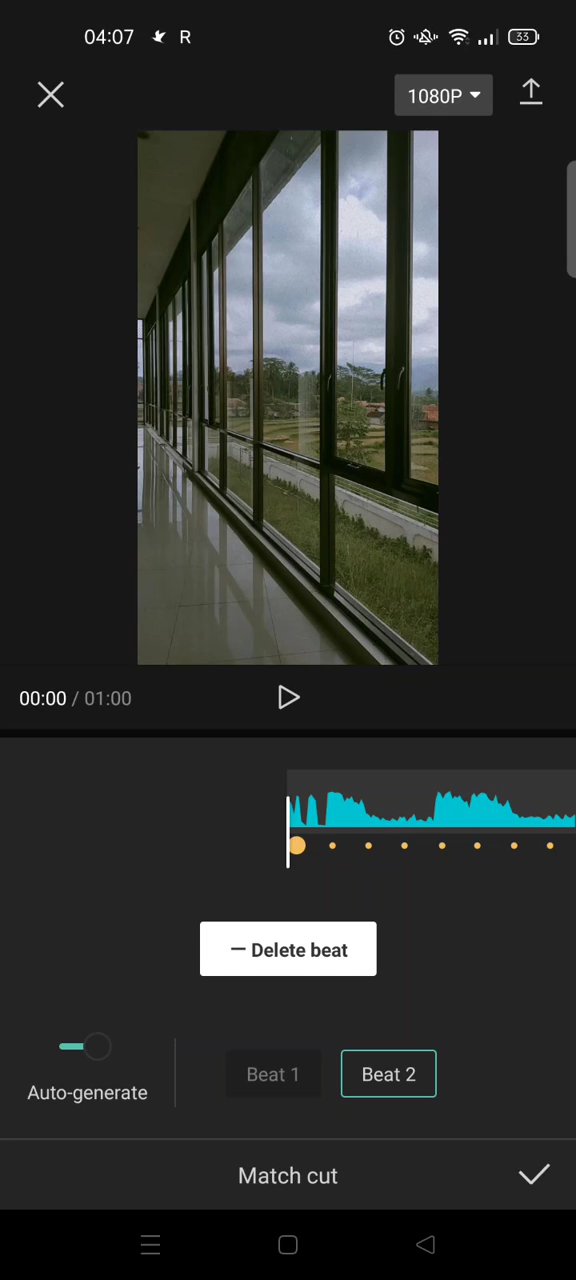 04:07 R 33
1080P
00:00 / 01:00
– Delete beat
Auto-generate
Beat 1
Beat 2
Match cut